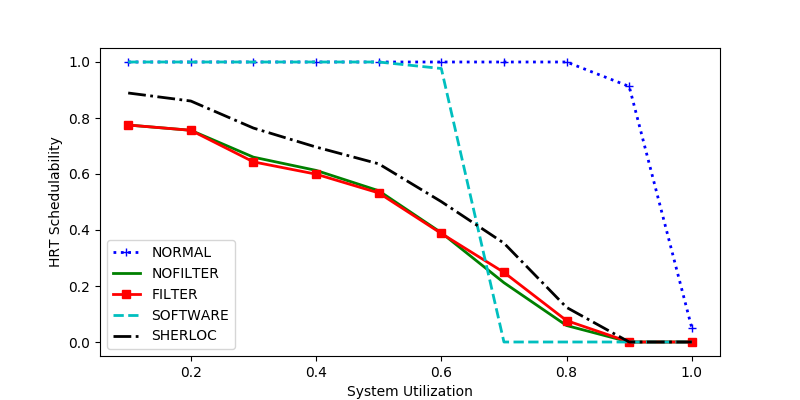 HRT Schedulability
1.0
0.8
0.6
0.4
0.2
0.0
NORMAL
NOFILTER
FILTER
SOFTWARE
SHERLOC
0.2 0.4 0.6 0.8 1.0
System Utilization